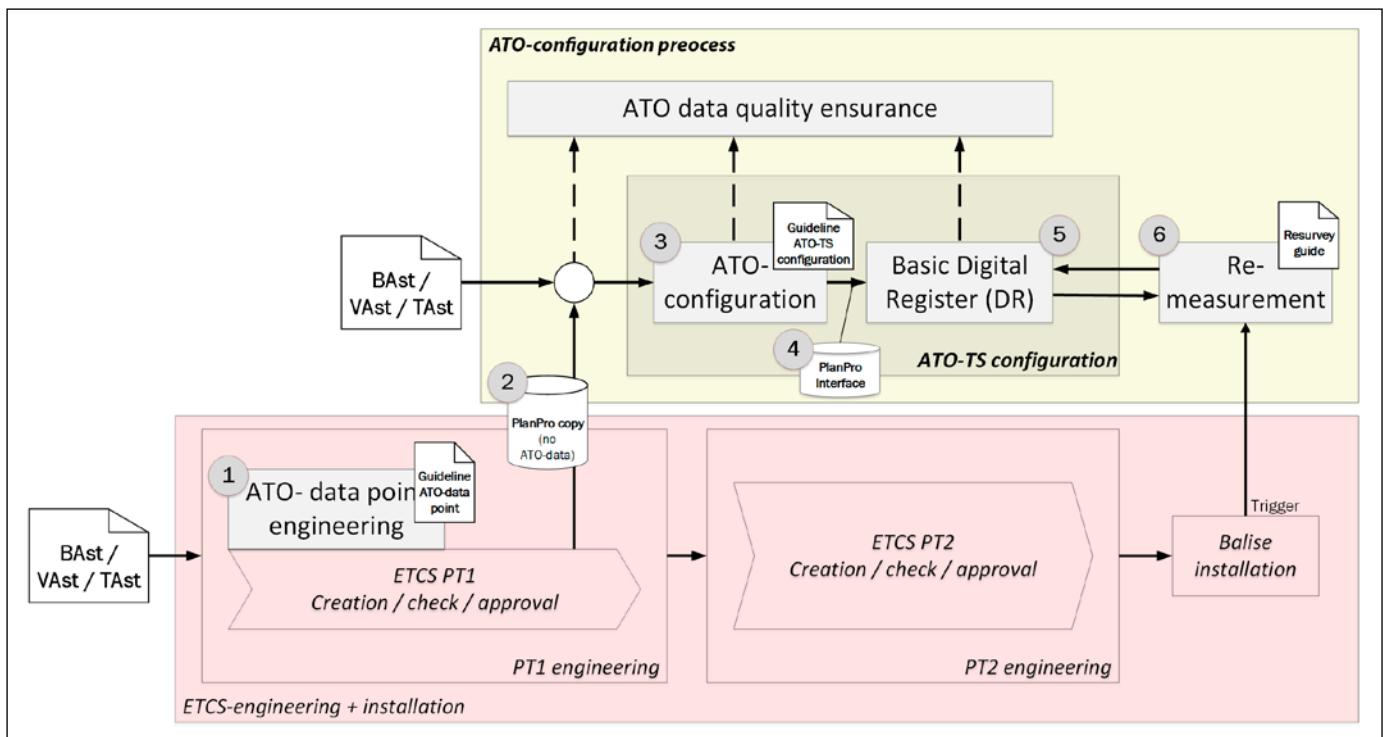 ATO-configuration preocess
ATO data quality ensurance
BAst /
VAst / TAst
3
ATO-
configuration
Guideline
ATO-TS
configuration
5
Basic Digital
Register (DR)
6
Re-
measurement
Resurvey
guide
4
PlanPro
Interface
ATO-TS configuration
2
PlanPro copy
(no
ATO-data)
1
ATO- data point
engineering
Guideline
ATO-data
point
BAst /
VAst / TAst
ETCS PT1
Creation / check / approval
PT1 engineering
ETCS PT2
Creation / check / approval
PT2 engineering
Trigger
Balise
installation
ETCS-engineering + installation